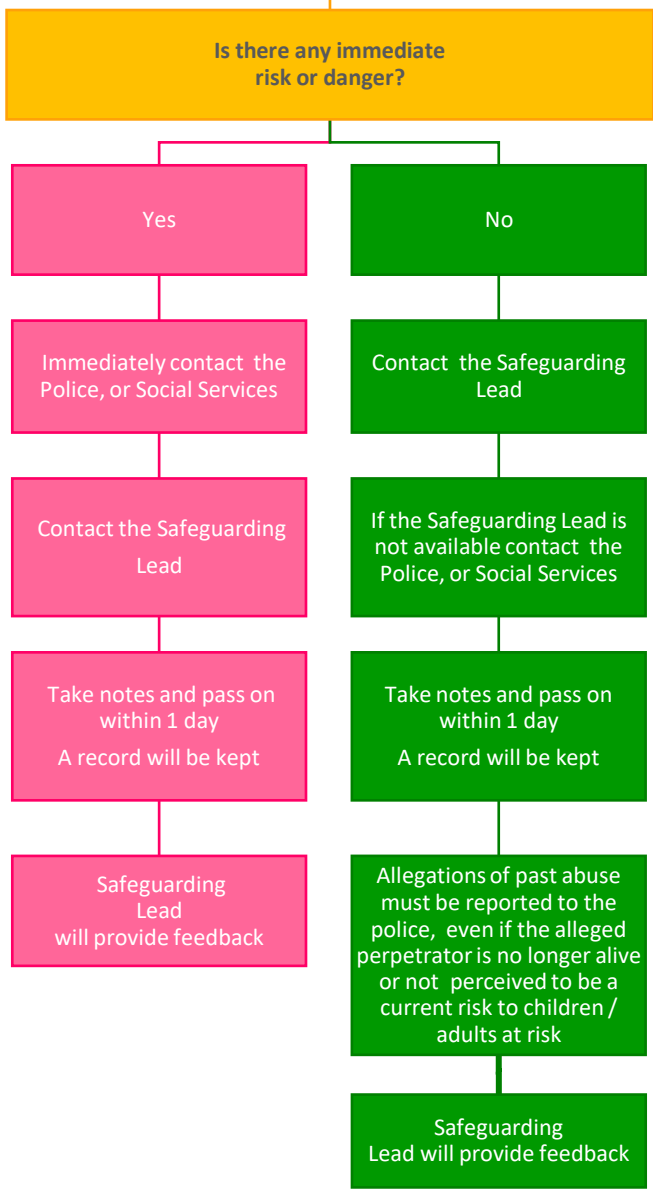 Is there any immediate
risk or danger?
Yes
Immediately contact the
Police, or Social Services
Contact the Safeguarding
Lead
Take notes and pass on
within 1 day
A record will be kept
Safeguarding
Lead
will provide feedback
No
Contact the Safeguarding
Lead
If the Safeguarding Lead is
not available contact the
Police, or Social Services
Take notes and pass on
within 1 day
A record will be kept
Allegations of past abuse
must be reported to the
police, even if the alleged
perpetrator is no longer alive
or not perceived to be a
current risk to children /
adults at risk
Safeguarding
Lead will provide feedback